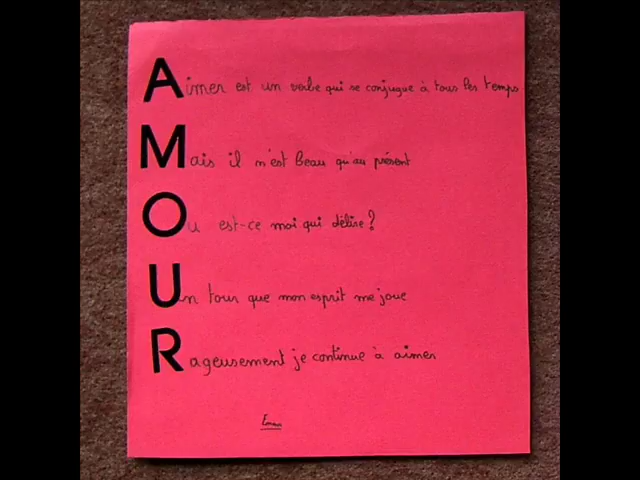 Aimer est un verbe qui se conjugue à tous les temps
Mais il n'est beau qu'au présent
Ou est-ce moi qui délire?
Un tour que mon esprit me joue
Rageusement je continue à aimer